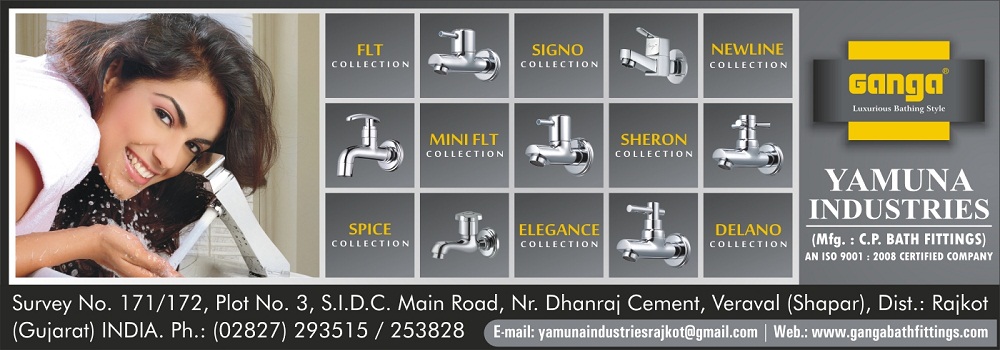 FLT
COLLECTION
SIGNO
COLLECTION
NEWLINE
COLLECTION
MINI FLT
COLLECTION
SHERON
COLLECTION
SPICE
COLLECTION
ELEGANCE
COLLECTION
DELANO
COLLECTION
Ganga®
Luxurious Bathing Style
YAMUNA
INDUSTRIES
(Mfg. : C.P. BATH FITTINGS)
AN ISO 9001 : 2008 CERTIFIED COMPANY
Survey No. 171/172, Plot No. 3, S.I.D.C. Main Road, Nr. Dhanraj Cement, Veraval (Shapar), Dist.: Rajkot
(Gujarat) INDIA. Ph.: (02827) 293515 / 253828 E-mail: yamunaindustriesrajkot@gmail.com | Web.: www.gangabathfittings.com